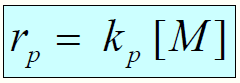 r_p = k_p [M]